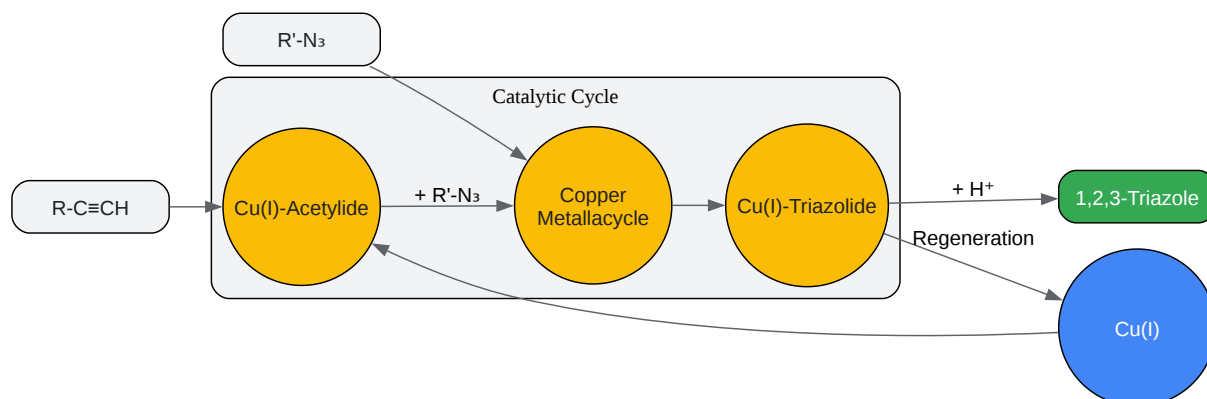 R'-N₃
Catalytic Cycle
R-C≡CH
Cu(I)-Acetylide
+ R'-N₃
Copper
Metallacycle
Cu(I)-Triazolide
+ H⁺
1,2,3-Triazole
Regeneration
Cu(I)